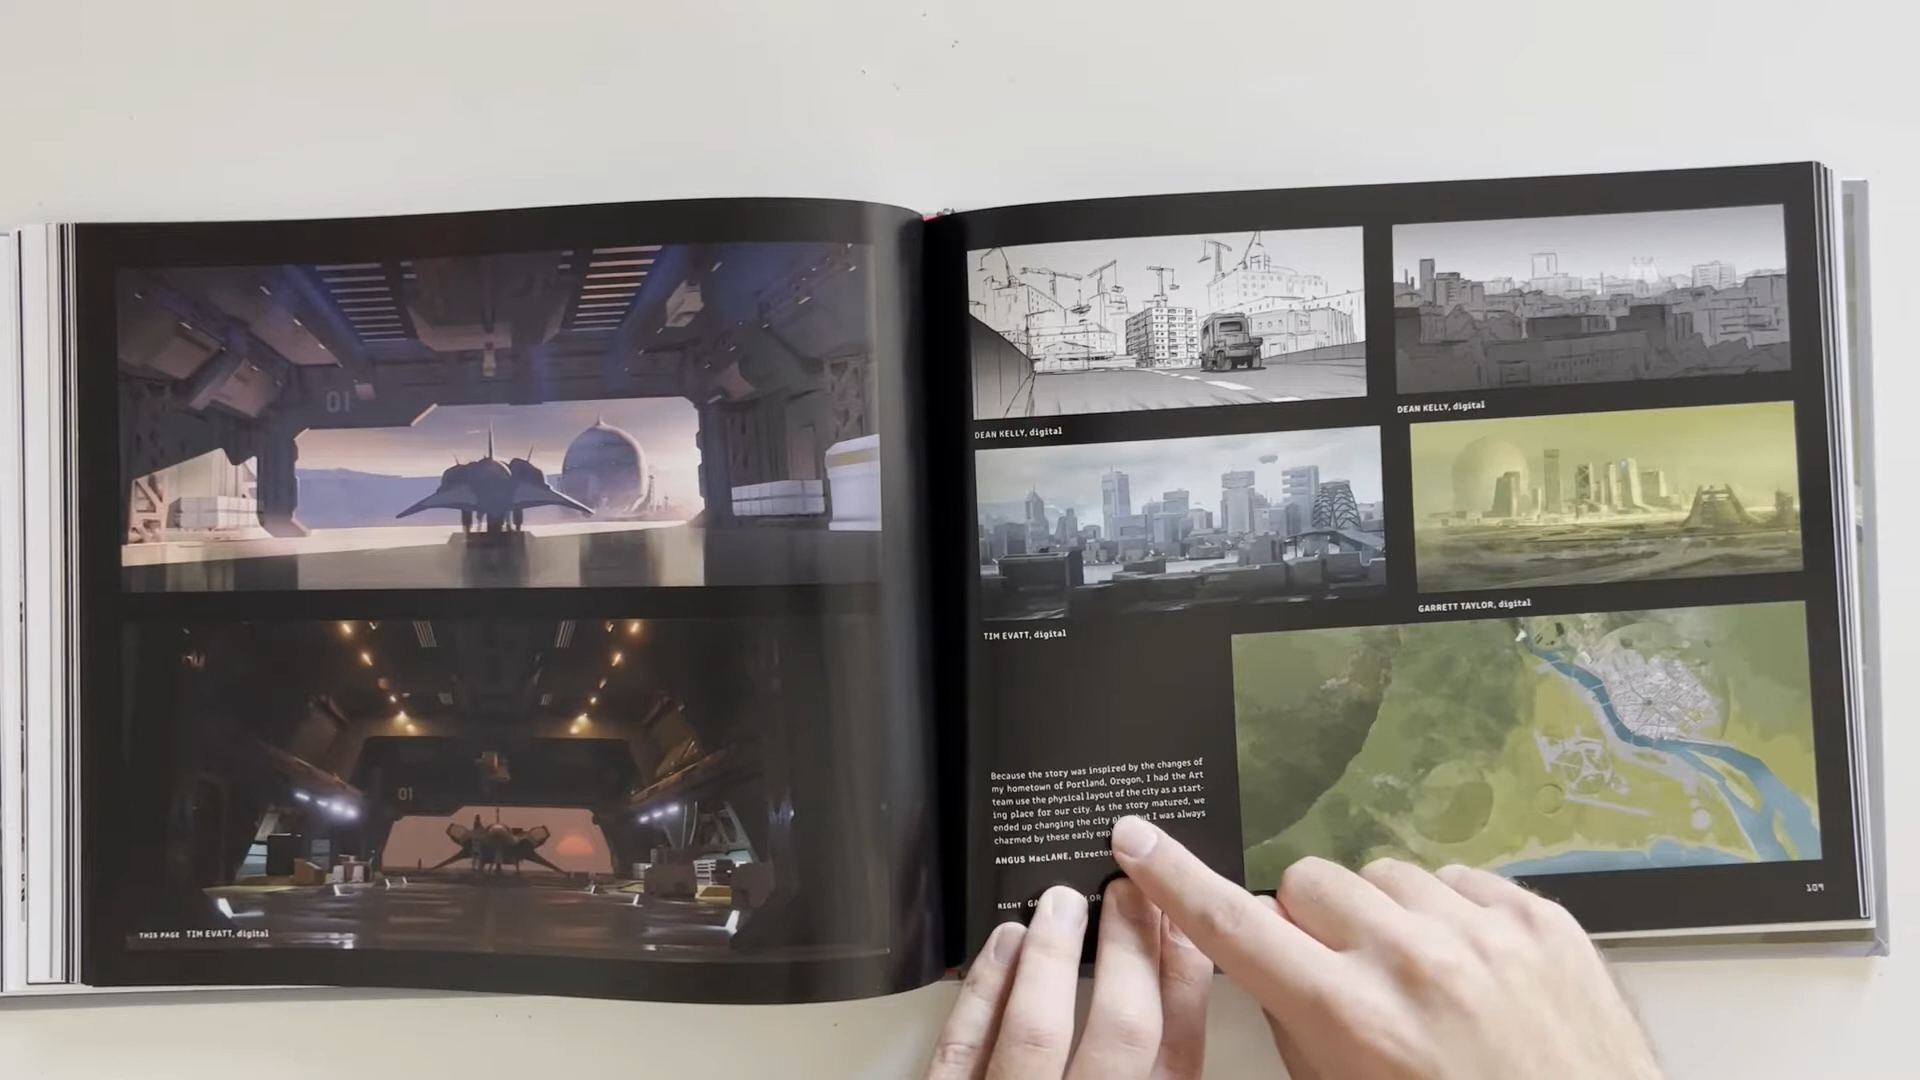 01
01
THIS PAGE TIM EVATT, digital
DEAN KELLY, digital
DEAN KELLY, digital
TIM EVATT, digital
GARRETT TAYLOR, digital
Because the story was inspired by the changes of
my hometown of Portland, Oregon, I had the Art
team use the physical layout of the city as a start-
ing place for our city. As the story matured, we
ended up changing the city but I was always
charmed by these early
ANGUS MacLANE, Director
RIGHT
109